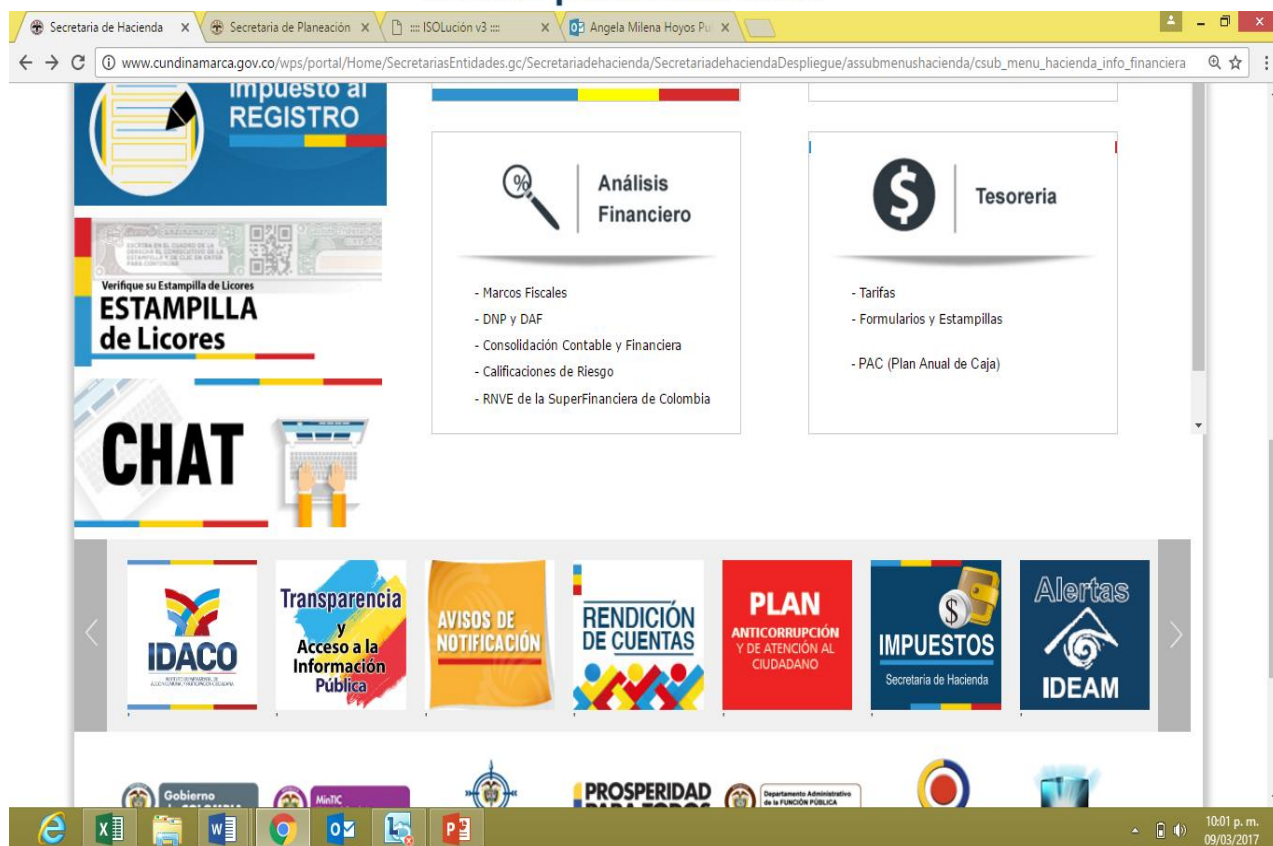 Secretaria de Hacienda
Secretaria de Planeación
:::: ISOLución v3 ::::
Angela Milena Hoyos Pu
www.cundinamarca.gov.co/wps/portal/Home/SecretariasEntidades.gc/Secretariadehacienda/SecretariadehaciendaDespliegue/assubmenushacienda/csub_menu_hacienda_info_financiera
Impuesto al
REGISTRO
Verifique su Estampilla de Licores
ESTAMPILLA
de Licores
CHAT
Análisis
Financiero
- Marcos Fiscales
- DNP y DAF
- Consolidación Contable y Financiera
- Calificaciones de Riesgo
- RNVE de la SuperFinanciera de Colombia
Tesoreria
- Tarifas
- Formularios y Estampillas
- PAC (Plan Anual de Caja)
IDACO
Transparencia
y
Acceso a la
Información
Pública
AVISOS DE
NOTIFICACIÓN
RENDICIÓN
DE CUENTAS
PLAN
ANTICORRUPCIÓN
Y DE ATENCIÓN AL
CIUDADANO
IMPUESTOS
Secretaría de Hacienda
Alertas
IDEAM
Gobierno
MinTIC
PROSPERIDAD
PARA TODOS
Departamento Administrativo
de la FUNCIÓN PÚBLICA
10:01 p. m.
09/03/2017